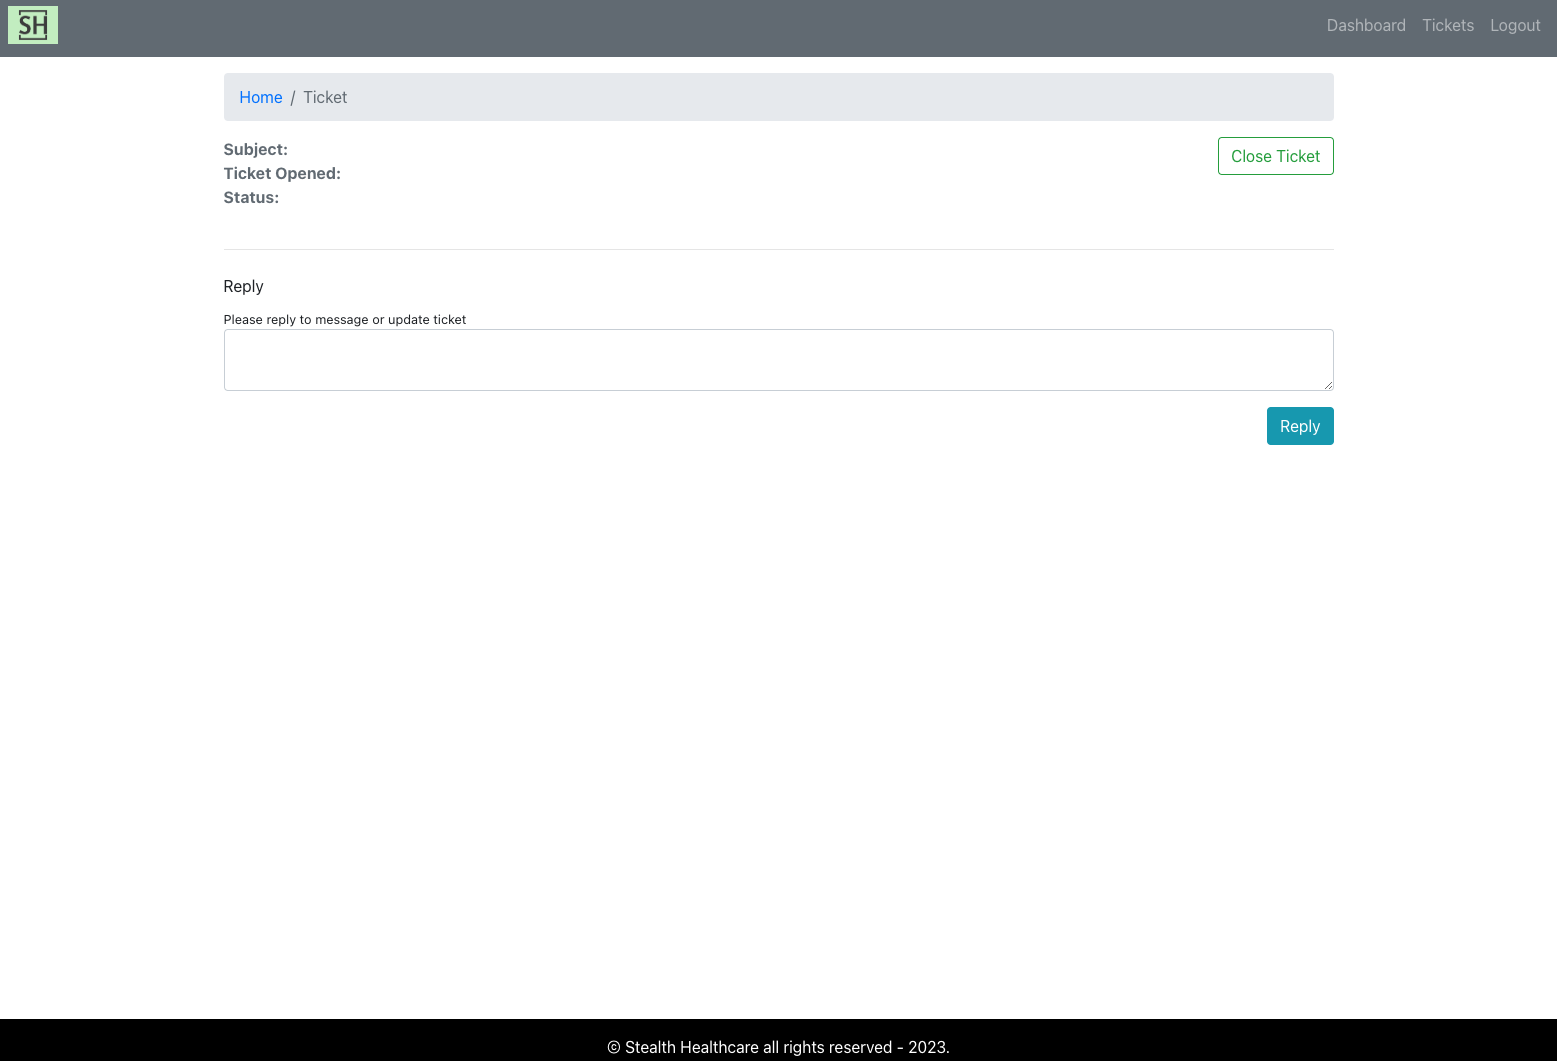 SH
Dashboard Tickets Logout
Home / Ticket
Subject:
Close Ticket
Ticket Opened:
Status:
Reply
Please reply to message or update ticket
Reply
© Stealth Healthcare all rights reserved - 2023.